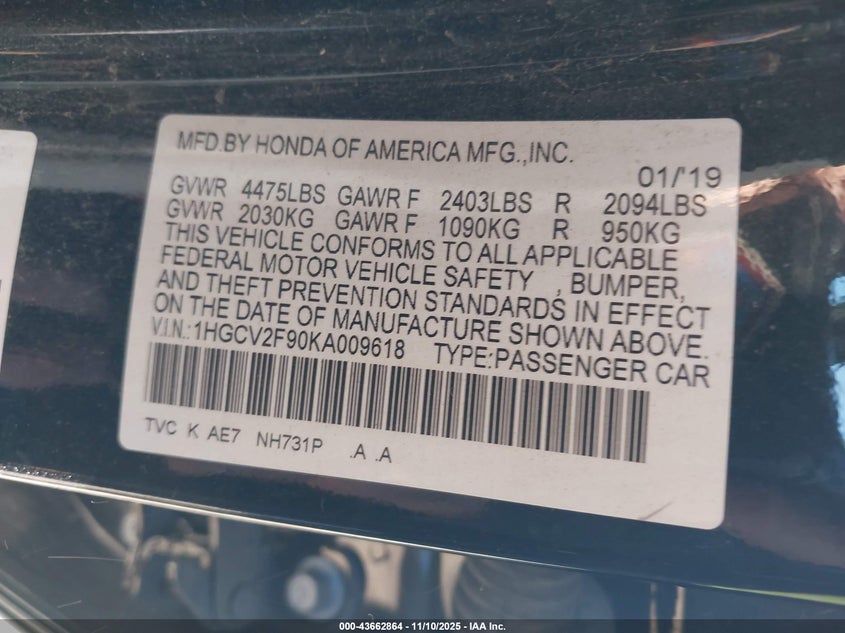 MFD.BY HONDA OF AMERICA MFG.,INC.
01/'19
GVWR 4475LBS GAWR F 2403LBS R 2094LBS
GVWR 2030KG GAWR F 1090KG R 950KG
THIS VEHICLE CONFORMS TO ALL APPLICABLE
FEDERAL MOTOR VEHICLE SAFETY , BUMPER,
AND THEFT PREVENTION STANDARDS IN EFFECT
ON THE DATE OF MANUFACTURE SHOWN ABOVE.
V.I.N.:1HGCV2F90KA009618 TYPE:PASSENGER CAR
TVC K AE7 NH731P .A .A
000-43662864 - 11/10/2025 - IAA Inc.